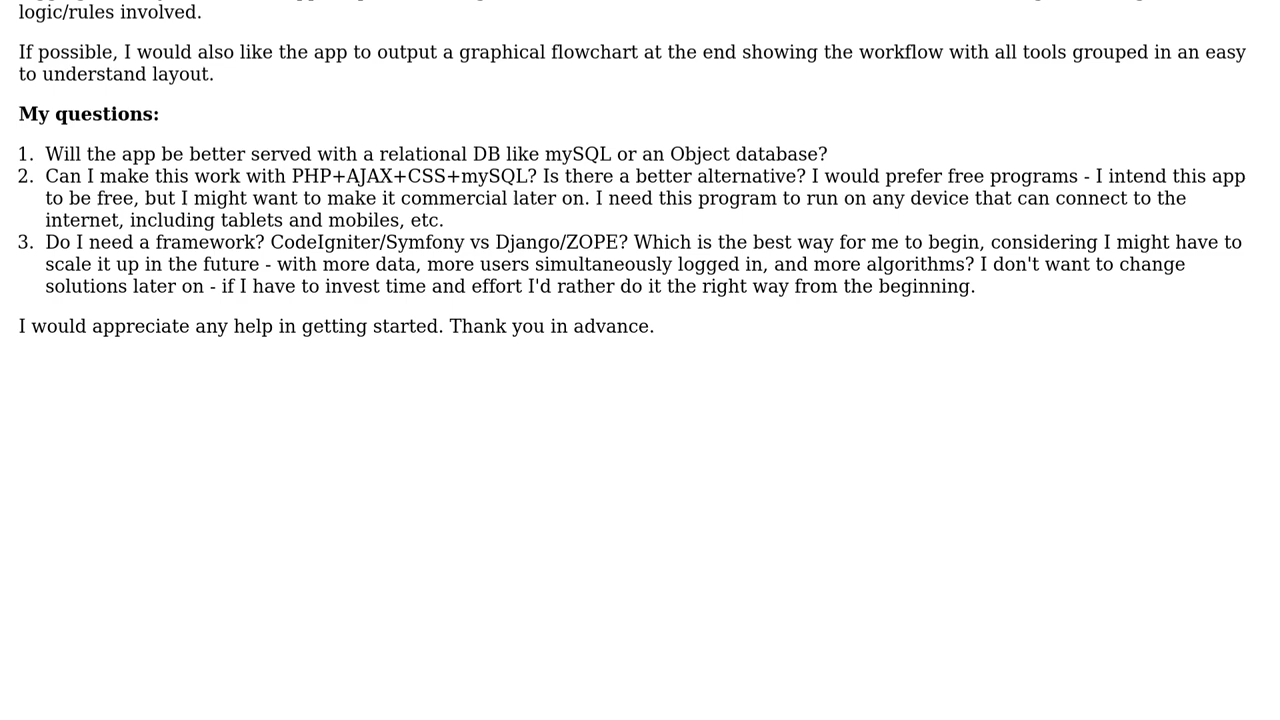 logic/rules involved.
If possible, I would also like the app to output a graphical flowchart at the end showing the workflow with all tools grouped in an easy
to understand layout.
My questions:
1. Will the app be better served with a relational DB like mySQL or an Object database?
2. Can I make this work with PHP+AJAX+CSS+mySQL? Is there a better alternative? I would prefer free programs - I intend this app
to be free, but I might want to make it commercial later on. I need this program to run on any device that can connect to the
internet, including tablets and mobiles, etc.
3. Do I need a framework? CodeIgniter/Symfony vs Django/ZOPE? Which is the best way for me to begin, considering I might have to
scale it up in the future - with more data, more users simultaneously logged in, and more algorithms? I don't want to change
solutions later on - if I have to invest time and effort I'd rather do it the right way from the beginning.
I would appreciate any help in getting started. Thank you in advance.